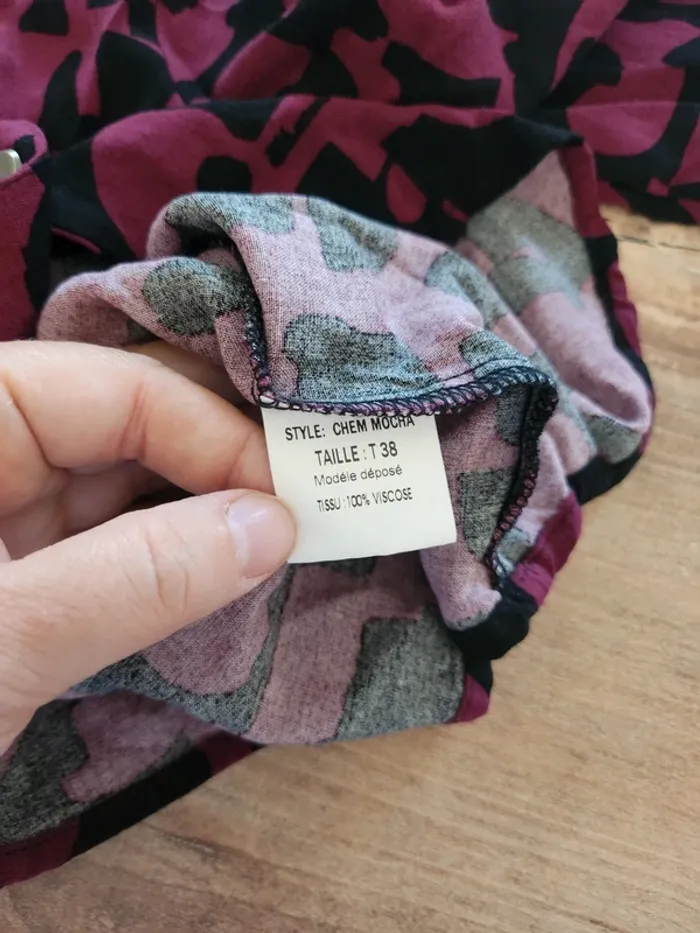 STYLE: CHEM MOCHA
TAILLE : T 38
Modèle déposé
TISSU :100% VISCOSE